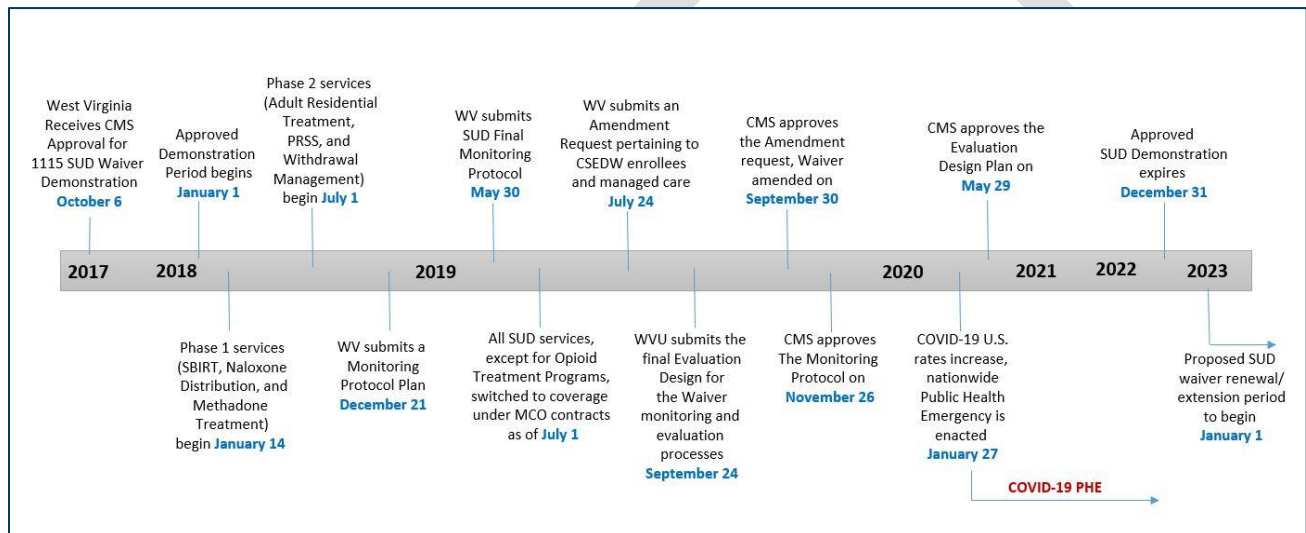 West Virginia
Receives CMS
Approval for
1115 SUD Waiver
Demonstration
October 6
Approved
Demonstration
Period begins
January 1
Phase 2 services
(Adult Residential
Treatment,
PRSS, and
Withdrawal
Management)
begin July 1
WV submits
SUD Final
Monitoring
Protocol
May 30
WV submits an
Amendment
Request pertaining to
CSEDW enrollees
and managed care
July 24
CMS approves
the Amendment
request, Waiver
amended on
September 30
CMS approves the
Evaluation
Design Plan on
May 29
Approved
SUD Demonstration
expires
December 31
2017 2018 2019 2020 2021 2022 2023
Phase 1 services
(SBIRT, Naloxone
Distribution, and
Methadone
Treatment)
begin January 14
WV submits a
Monitoring
Protocol Plan
December 21
All SUD services,
except for Opioid
Treatment Programs,
switched to coverage
under MCO contracts
as of July 1
WVU submits the
final Evaluation
Design for
the Waiver
monitoring and
evaluation
processes
September 24
CMS approves
The Monitoring
Protocol on
November 26
COVID-19 U.S.
rates increase,
nationwide
Public Health
Emergency is
enacted
January 27
Proposed SUD
waiver renewal/
extension period
to begin
January 1
COVID-19 PHE